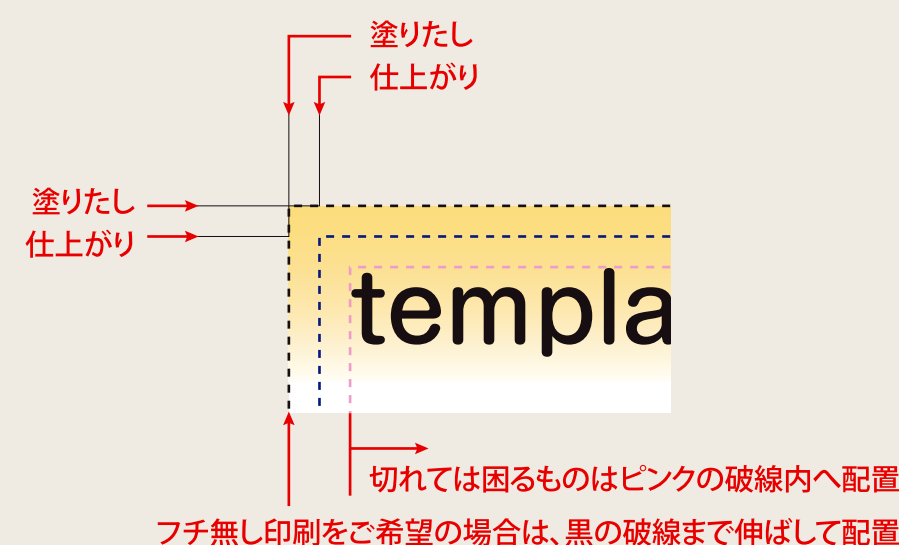 塗りたし
仕上がり
塗りたし
仕上がり
templa
切れては困るものはピンクの破線内へ配置
フチ無し印刷をご希望の場合は、黒の破線まで伸ばして配置